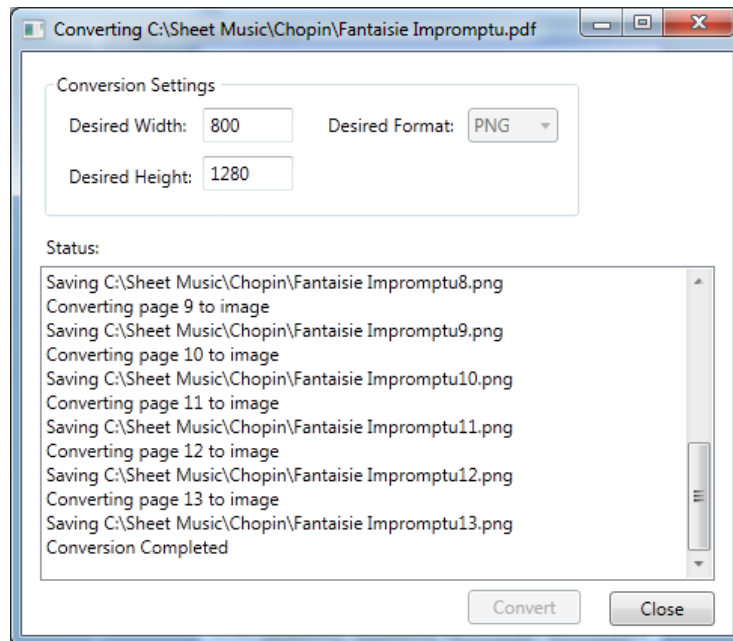 Converting C:\Sheet Music\Chopin\Fantaisie Impromptu.pdf
Conversion Settings
Desired Width: 800 Desired Format: PNG
Desired Height: 1280
Status:
Saving C:\Sheet Music\Chopin\Fantaisie Impromptu8.png
Converting page 9 to image
Saving C:\Sheet Music\Chopin\Fantaisie Impromptu9.png
Converting page 10 to image
Saving C:\Sheet Music\Chopin\Fantaisie Impromptu10.png
Converting page 11 to image
Saving C:\Sheet Music\Chopin\Fantaisie Impromptu11.png
Converting page 12 to image
Saving C:\Sheet Music\Chopin\Fantaisie Impromptu12.png
Converting page 13 to image
Saving C:\Sheet Music\Chopin\Fantaisie Impromptu13.png
Conversion Completed
Convert Close